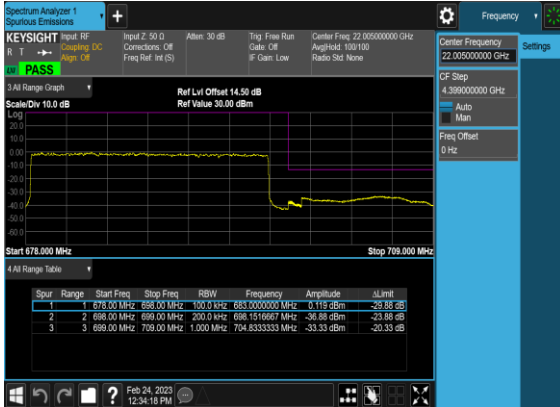 Spectrum Analyzer 1
Spurious Emissions
Frequency
KEYSIGHT Input: RF Input Z: 50 Ω Atten: 30 dB Trig: Free Run Center Freq: 22.005000000 GHz
R T Coupling: DC Corrections: Off Gate: Off Avg|Hold: 100/100
Align: Off Freq Ref: Int (S) IF Gain: Low Radio Std: None
PASS
Center Frequency
22.005000000 GHz
Settings
CF Step
4.399000000 GHz
Auto
Man
Freq Offset
0 Hz
3 All Range Graph
Ref Lvl Offset 14.50 dB
Scale/Div 10.0 dB Ref Value 30.00 dBm
Log
20.0
10.0
0.00
-10.0
-20.0
-30.0
-40.0
-50.0
-60.0
Start 678.000 MHz Stop 709.000 MHz
4 All Range Table
Spur Range Start Freq Stop Freq RBW Frequency Amplitude ΔLimit
1 1 678.00 MHz 698.00 MHz 100.0 kHz 683.0000000 MHz 0.119 dBm -29.88 dB
2 2 698.00 MHz 699.00 MHz 200.0 kHz 698.1516667 MHz -36.88 dBm -23.88 dB
3 3 699.00 MHz 709.00 MHz 1.000 MHz 704.8333333 MHz -33.33 dBm -20.33 dB
Feb 24, 2023
12:34:18 PM